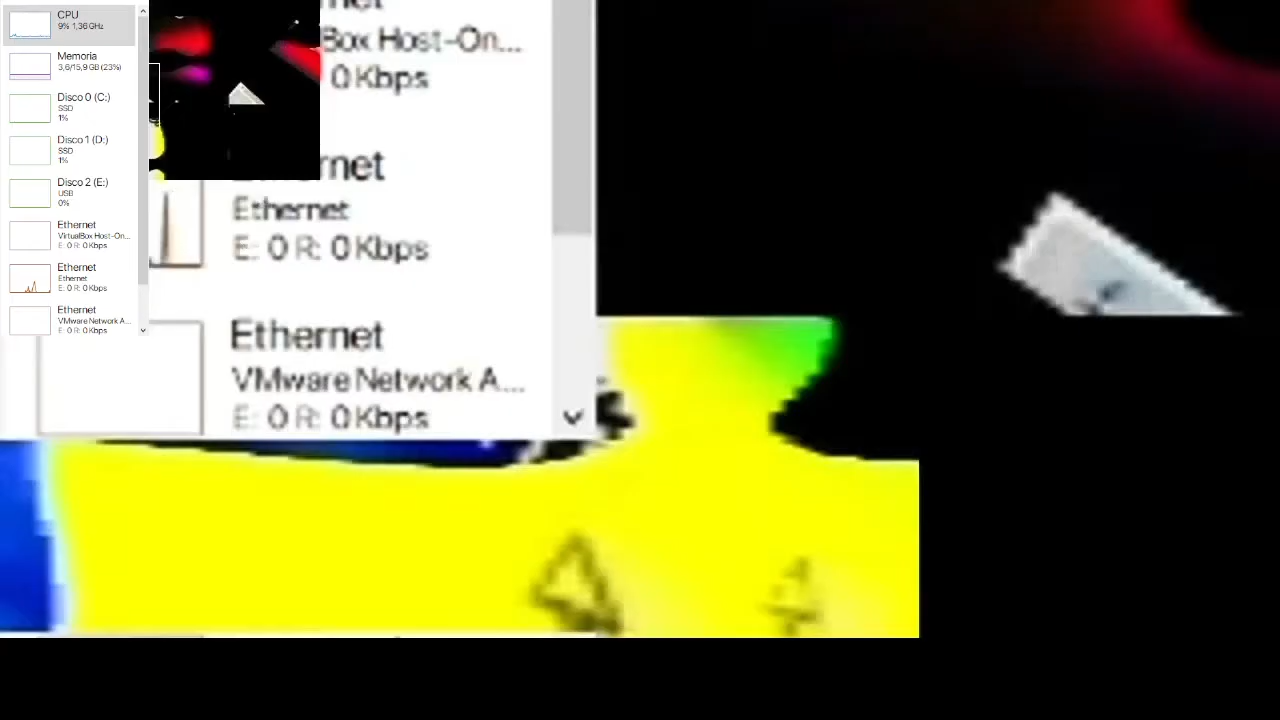 CPU
9% 1,36 GHz
Memória
3,6/15,9 GB (23%)
Disco 0 (C:)
SSD
1%
Disco 1 (D:)
SSD
1%
Disco 2 (E:)
USB
0%
Ethernet
VirtualBox Host-On...
E: 0 R: 0 Kbps
Ethernet
Ethernet
E: 0 R: 0 Kbps
Ethernet
VMware Network A...
E: 0 R: 0 Kbps
Box Host-On...
0 Kbps
rnet
Ethernet
E: 0 R: 0 Kbps
Ethernet
VMware Network A...
E: 0 R: 0 Kbps